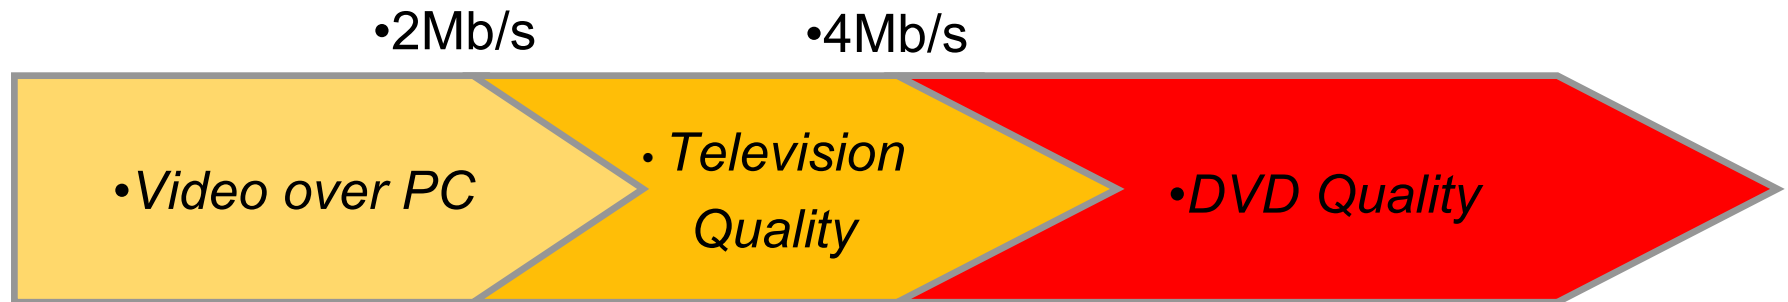 •2Mb/s
•4Mb/s
•Video over PC
• Television
Quality
•DVD Quality